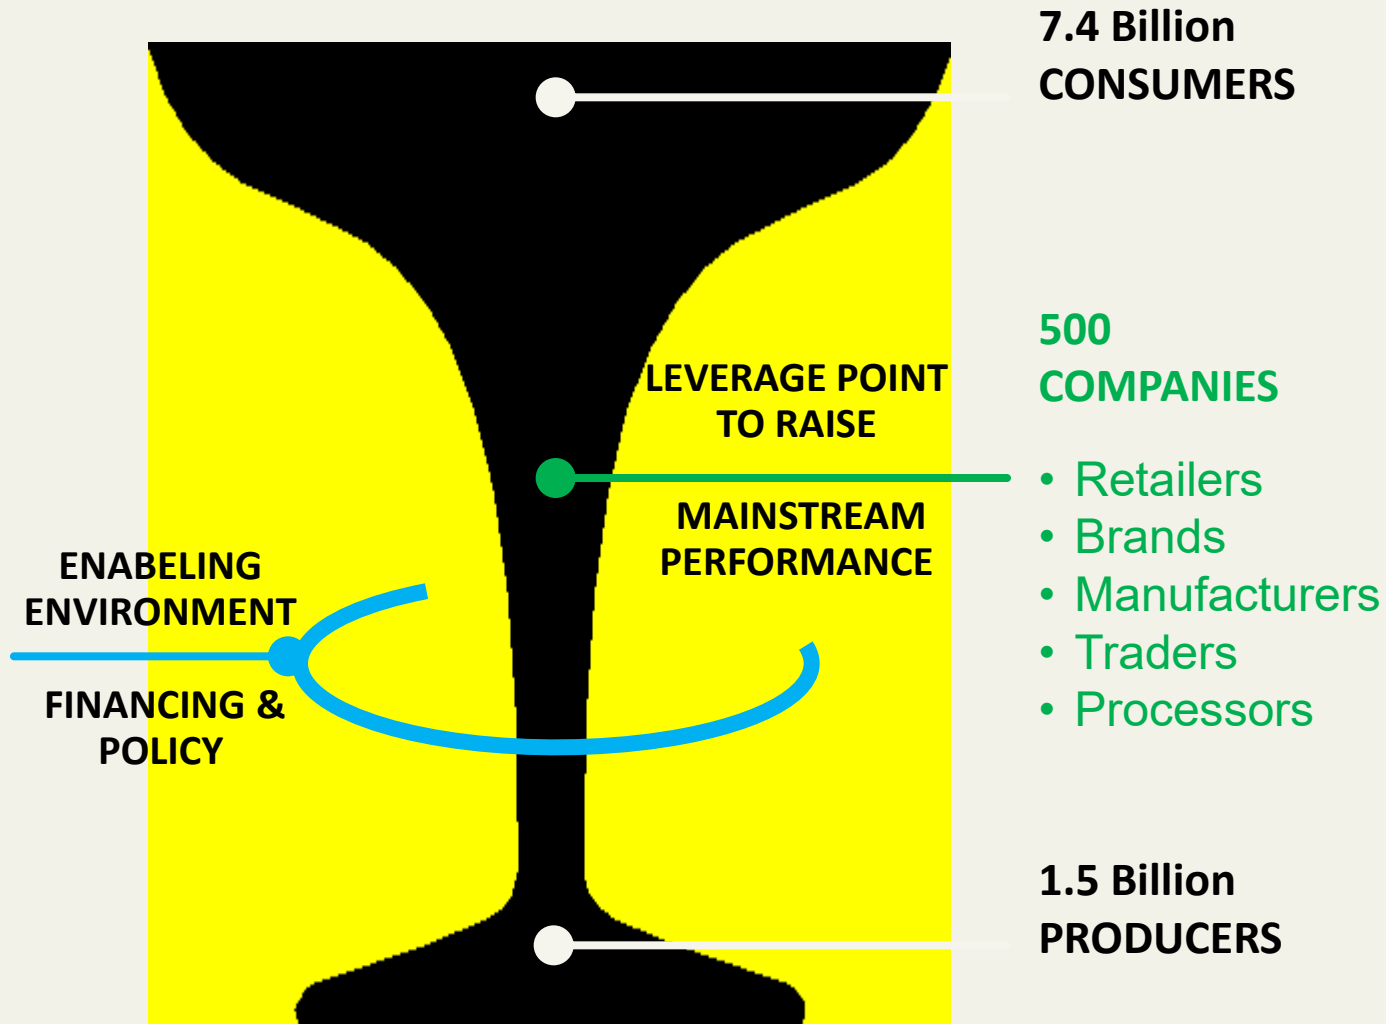 7.4 Billion
CONSUMERS
500
COMPANIES
LEVERAGE POINT
TO RAISE
MAINSTREAM
PERFORMANCE
• Retailers
• Brands
• Manufacturers
• Traders
• Processors
ENABELING
ENVIRONMENT
FINANCING &
POLICY
1.5 Billion
PRODUCERS